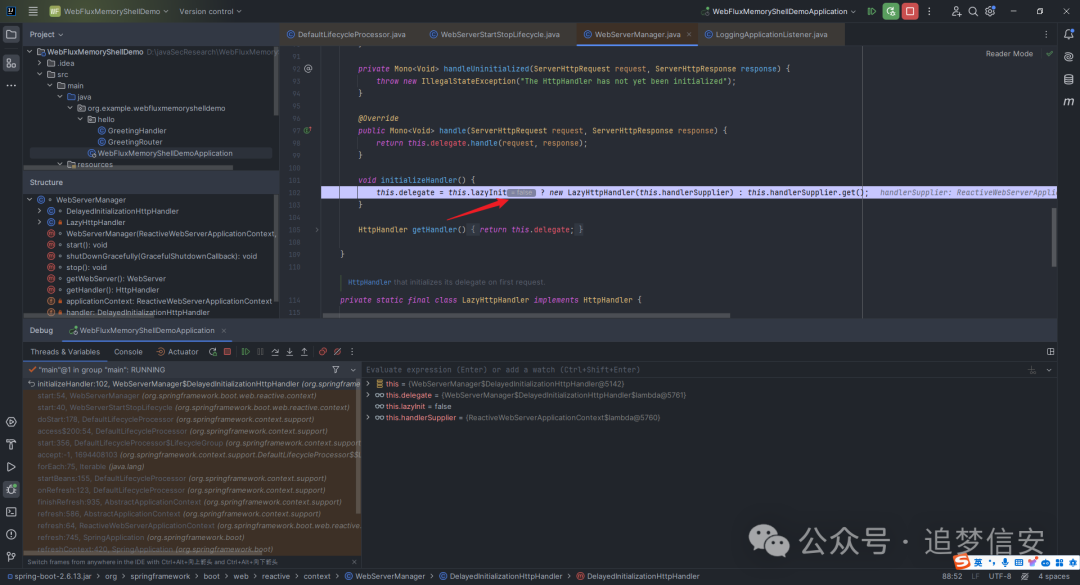 WF WebFluxMemoryShellDemo Version control WebFluxMemoryShellDemoApplication
Project
DefaultLifecycleProcessor.java WebServerStartStopLifecycle.java WebServerManager.java LoggingApplicationListener.java
WebFluxMemoryShellDemo D:\javaSecResearch\WebFluxMemory
.idea
src
main
java
org.example.webfluxmemoryshelldemo
hello
GreetingHandler
GreetingRouter
WebFluxMemoryShellDemoApplication
resources
Reader Mode
private Mono<Void> handleUninitialized(ServerHttpRequest request, ServerHttpResponse response) {
throw new IllegalStateException("The HttpHandler has not yet been initialized");
}
@Override
public Mono<Void> handle(ServerHttpRequest request, ServerHttpResponse response) {
return this.delegate.handle(request, response);
}
void initializeHandler() {
this.delegate = this.lazyInit = false ? new LazyHttpHandler(this.handlerSupplier) : this.handlerSupplier.get(); handlerSupplier: ReactiveWebServerAppli
}
HttpHandler getHandler() { return this.delegate; }
}
HttpHandler that initializes its delegate on first request.
private static final class LazyHttpHandler implements HttpHandler {
Structure
WebServerManager
DelayedInitializationHttpHandler
LazyHttpHandler
WebServerManager(ReactiveWebServerApplicationContext,
start(): void
shutDownGracefully(GracefulShutdownCallback): void
stop(): void
getWebServer(): WebServer
getHandler(): HttpHandler
applicationContext: ReactiveWebServerApplicationContext
handler: DelayedInitializationHttpHandler
Debug WebFluxMemoryShellDemoApplication
Threads & Variables Console Actuator
"main"@1 in group "main": RUNNING
initializeHandler:102, WebServerManager$DelayedInitializationHttpHandler (org.springframe
start:54, WebServerManager (org.springframework.boot.web.reactive.context)
start:40, WebServerStartStopLifecycle (org.springframework.boot.web.reactive.context)
doStart:178, DefaultLifecycleProcessor (org.springframework.context.support)
access$200:54, DefaultLifecycleProcessor (org.springframework.context.support)
start:356, DefaultLifecycleProcessor$LifecycleGroup (org.springframework.context.support)
accept:-1, 1694408103 (org.springframework.context.support.DefaultLifecycleProcessor$$L
forEach:75, Iterable (java.lang)
startBeans:155, DefaultLifecycleProcessor (org.springframework.context.support)
onRefresh:123, DefaultLifecycleProcessor (org.springframework.context.support)
finishRefresh:935, AbstractApplicationContext (org.springframework.context.support)
refresh:586, AbstractApplicationContext (org.springframework.context.support)
refresh:64, ReactiveWebServerApplicationContext (org.springframework.boot.web.reactive.
refresh:745, SpringApplication (org.springframework.boot)
refreshContext:420, SpringApplication (org.springframework.boot)
Switch frames from anywhere in the IDE with Ctrl+Alt+向上箭头 and Ctrl+Alt+向下箭头
Evaluate expression (Enter) or add a watch (Ctrl+Shift+Enter)
this = {WebServerManager$DelayedInitializationHttpHandler@5142}
this.delegate = {WebServerManager$DelayedInitializationHttpHandler$lambda@5761}
this.lazyInit = false
this.handlerSupplier = {ReactiveWebServerApplicationContext$lambda@5760}
公众号 · 追梦信安
英
spring-boot-2.6.13.jar > org > springframework > boot > web > reactive > context > WebServerManager > DelayedInitializationHttpHandler > DelayedInitializationHttpHandler
88:52 LF UTF-8 4 spaces